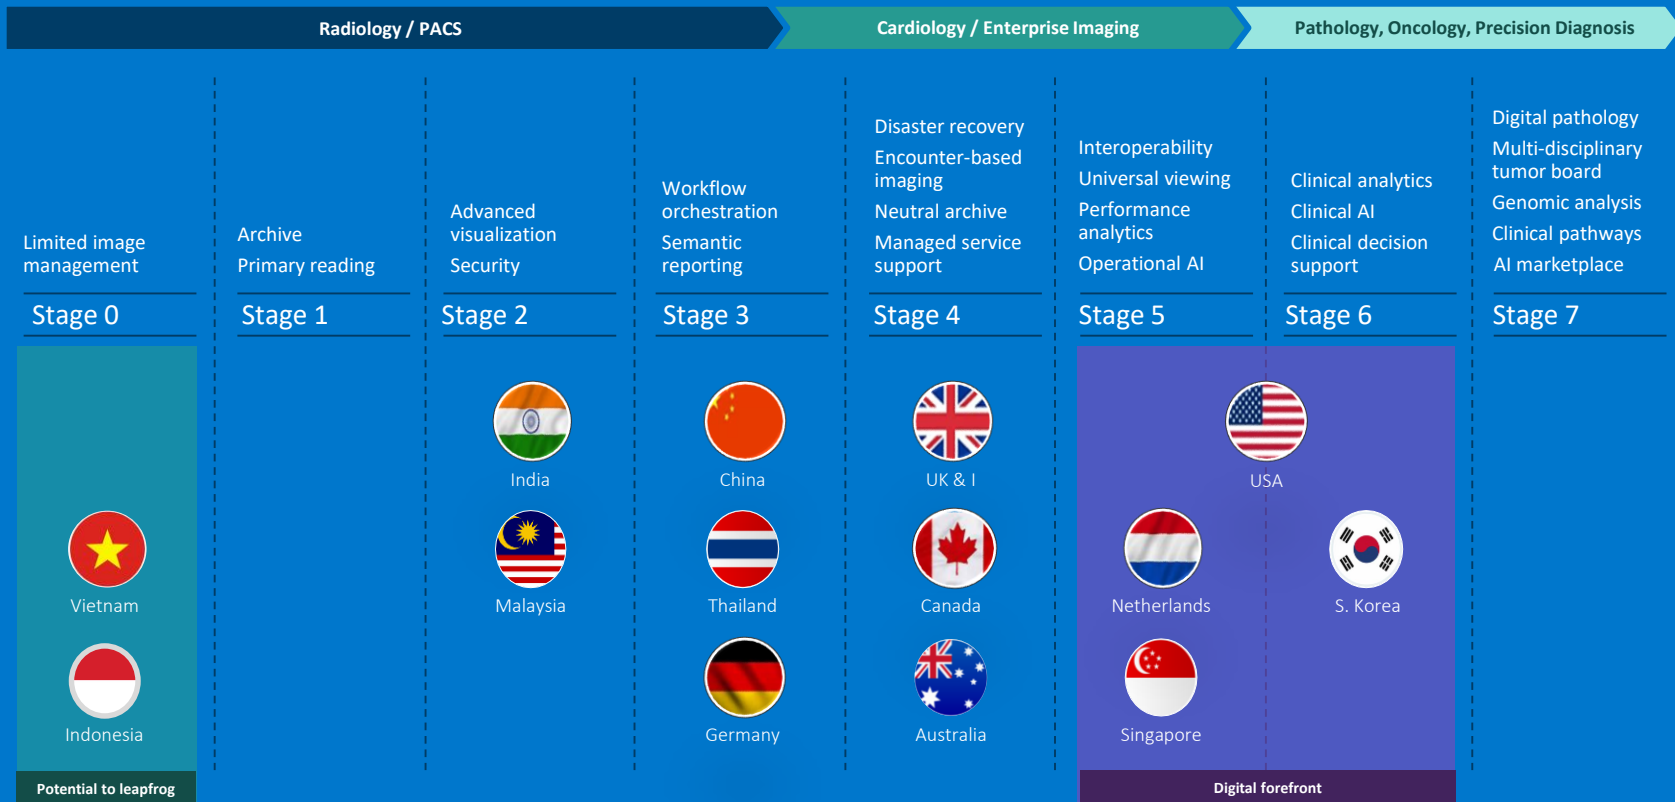 Radiology / PACS
Cardiology / Enterprise Imaging
Pathology, Oncology, Precision Diagnosis
Limited image
management
Stage 0
Archive
Primary reading
Stage 1
Advanced
visualization
Security
Stage 2
Workflow
orchestration
Semantic
reporting
Stage 3
Disaster recovery
Encounter-based
imaging
Neutral archive
Managed service
support
Stage 4
Interoperability
Universal viewing
Performance
analytics
Operational AI
Stage 5
Clinical analytics
Clinical AI
Clinical decision
support
Stage 6
Digital pathology
Multi-disciplinary
tumor board
Genomic analysis
Clinical pathways
AI marketplace
Stage 7
Vietnam
Indonesia
Potential to leapfrog
India
Malaysia
China
Thailand
Germany
UK & I
Canada
Australia
USA
Netherlands
S. Korea
Singapore
Digital forefront